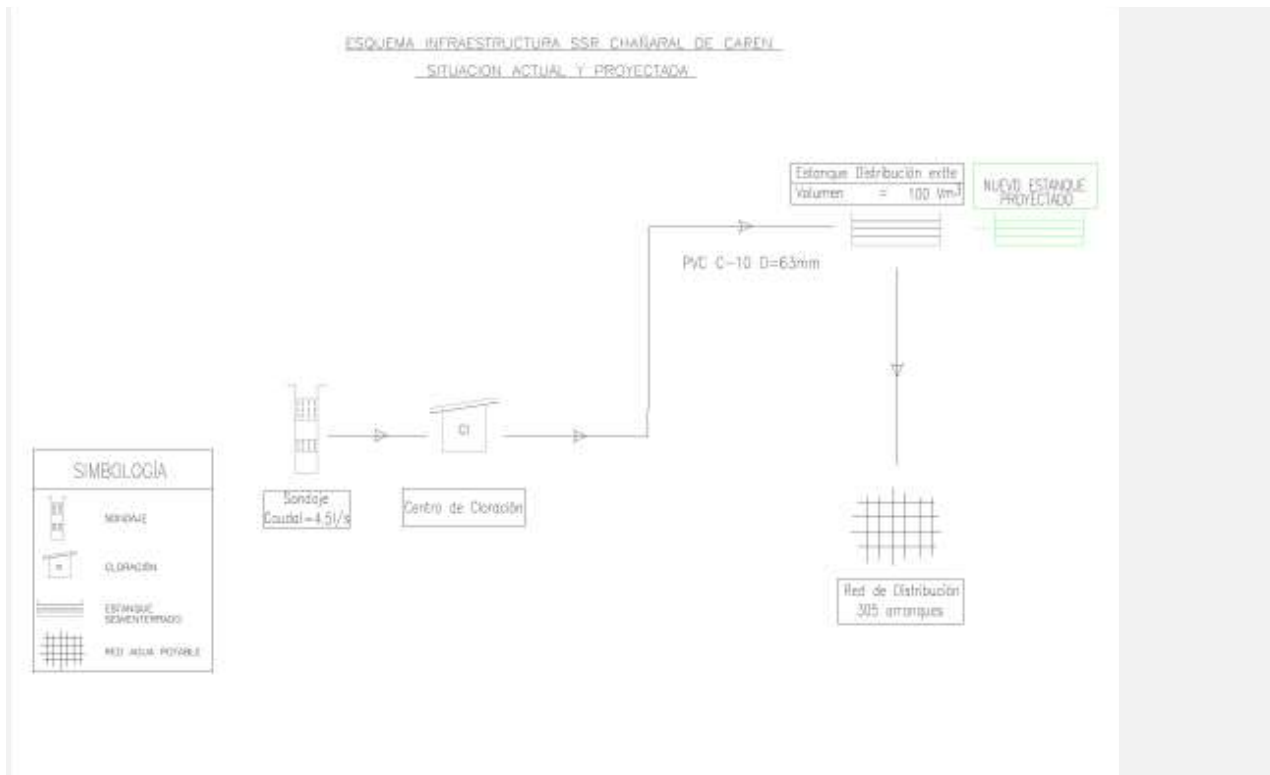 ESQUEMA INFRAESTRUCTURA SSR CHAÑARAL DE CAREN
SITUACION ACTUAL Y PROYECTADA
Estanque Distribución extte
Volumen = 100 Vm3
NUEVO ESTANQUE
PROYECTADO
PVC C-10 D=63mm
Cl
Sondaje
Caudal=4.5l/s
Centro de Cloración
Red de Distribución
305 arranques
SIMBOLOGÍA
SONDAJE
CLORACIÓN
ESTANQUE
SEMIENTERRADO
RED AGUA POTABLE